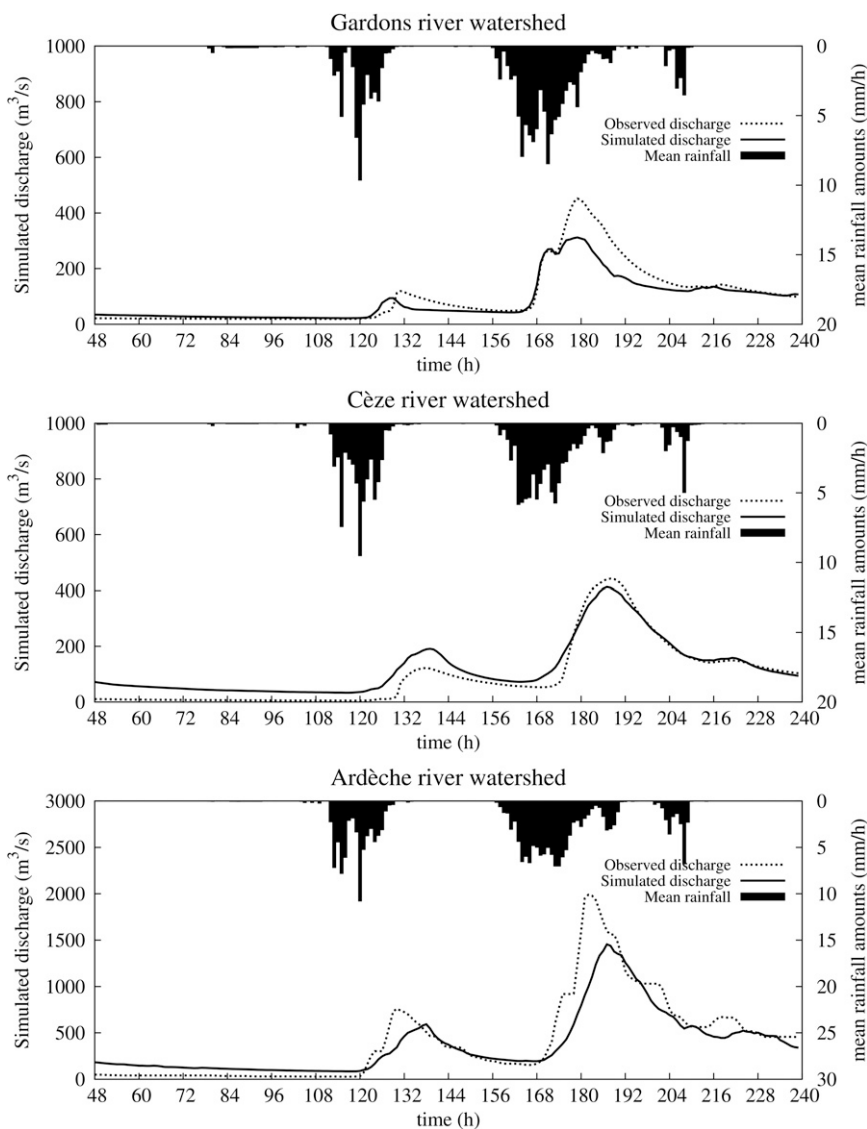 Gardons river watershed
1000
800
600
400
200
0
Simulated discharge (m³/s)
0
5
10
15
20
mean rainfall amounts (mm/h)
Observed discharge
Simulated discharge
Mean rainfall
48 60 72 84 96 108 120 132 144 156 168 180 192 204 216 228 240
time (h)
Cèze river watershed
1000
800
600
400
200
0
Simulated discharge (m³/s)
0
5
10
15
20
mean rainfall amounts (mm/h)
Observed discharge
Simulated discharge
Mean rainfall
48 60 72 84 96 108 120 132 144 156 168 180 192 204 216 228 240
time (h)
Ardèche river watershed
3000
2500
2000
1500
1000
500
0
Simulated discharge (m³/s)
0
5
10
15
20
25
30
mean rainfall amounts (mm/h)
Observed discharge
Simulated discharge
Mean rainfall
48 60 72 84 96 108 120 132 144 156 168 180 192 204 216 228 240
time (h)